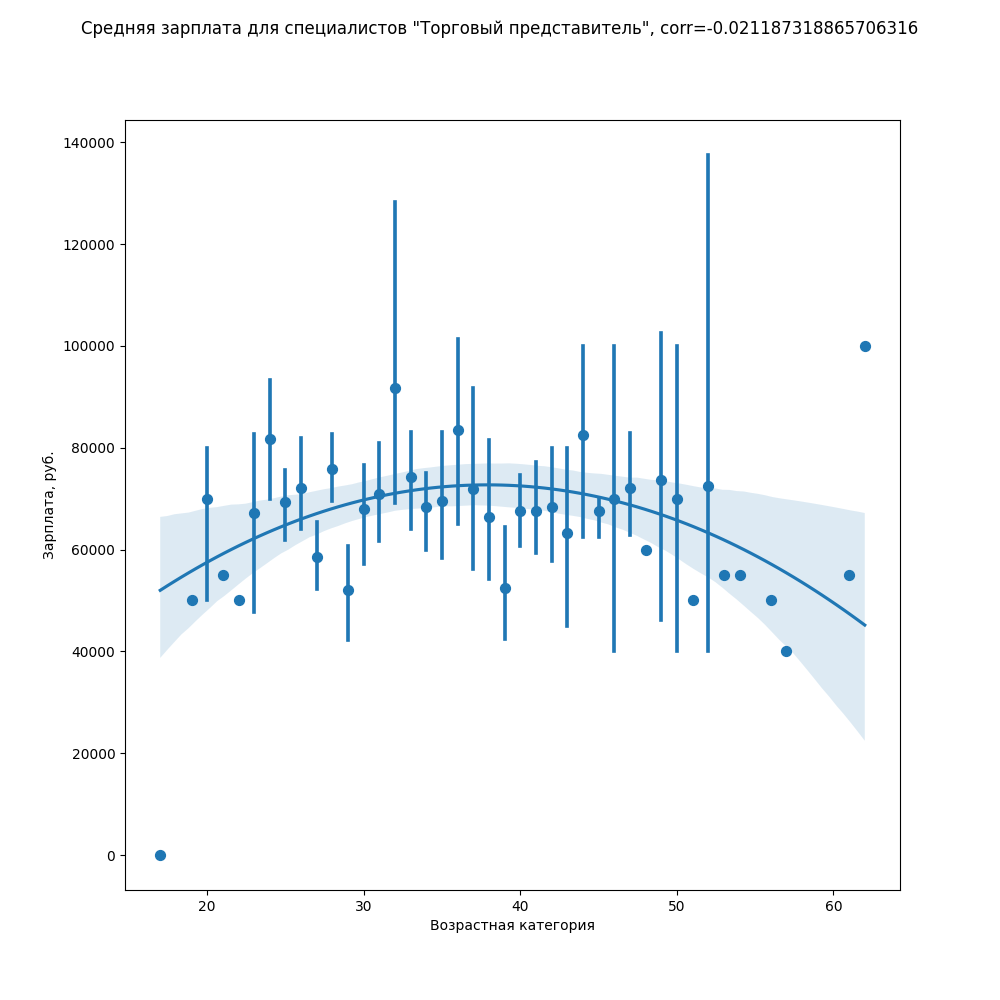 Средняя зарплата для специалистов "Торговый представитель", corr=-0.021187318865706316
140000
120000
100000
80000
60000
40000
20000
0
Зарплата, руб.
20 30 40 50 60
Возрастная категория